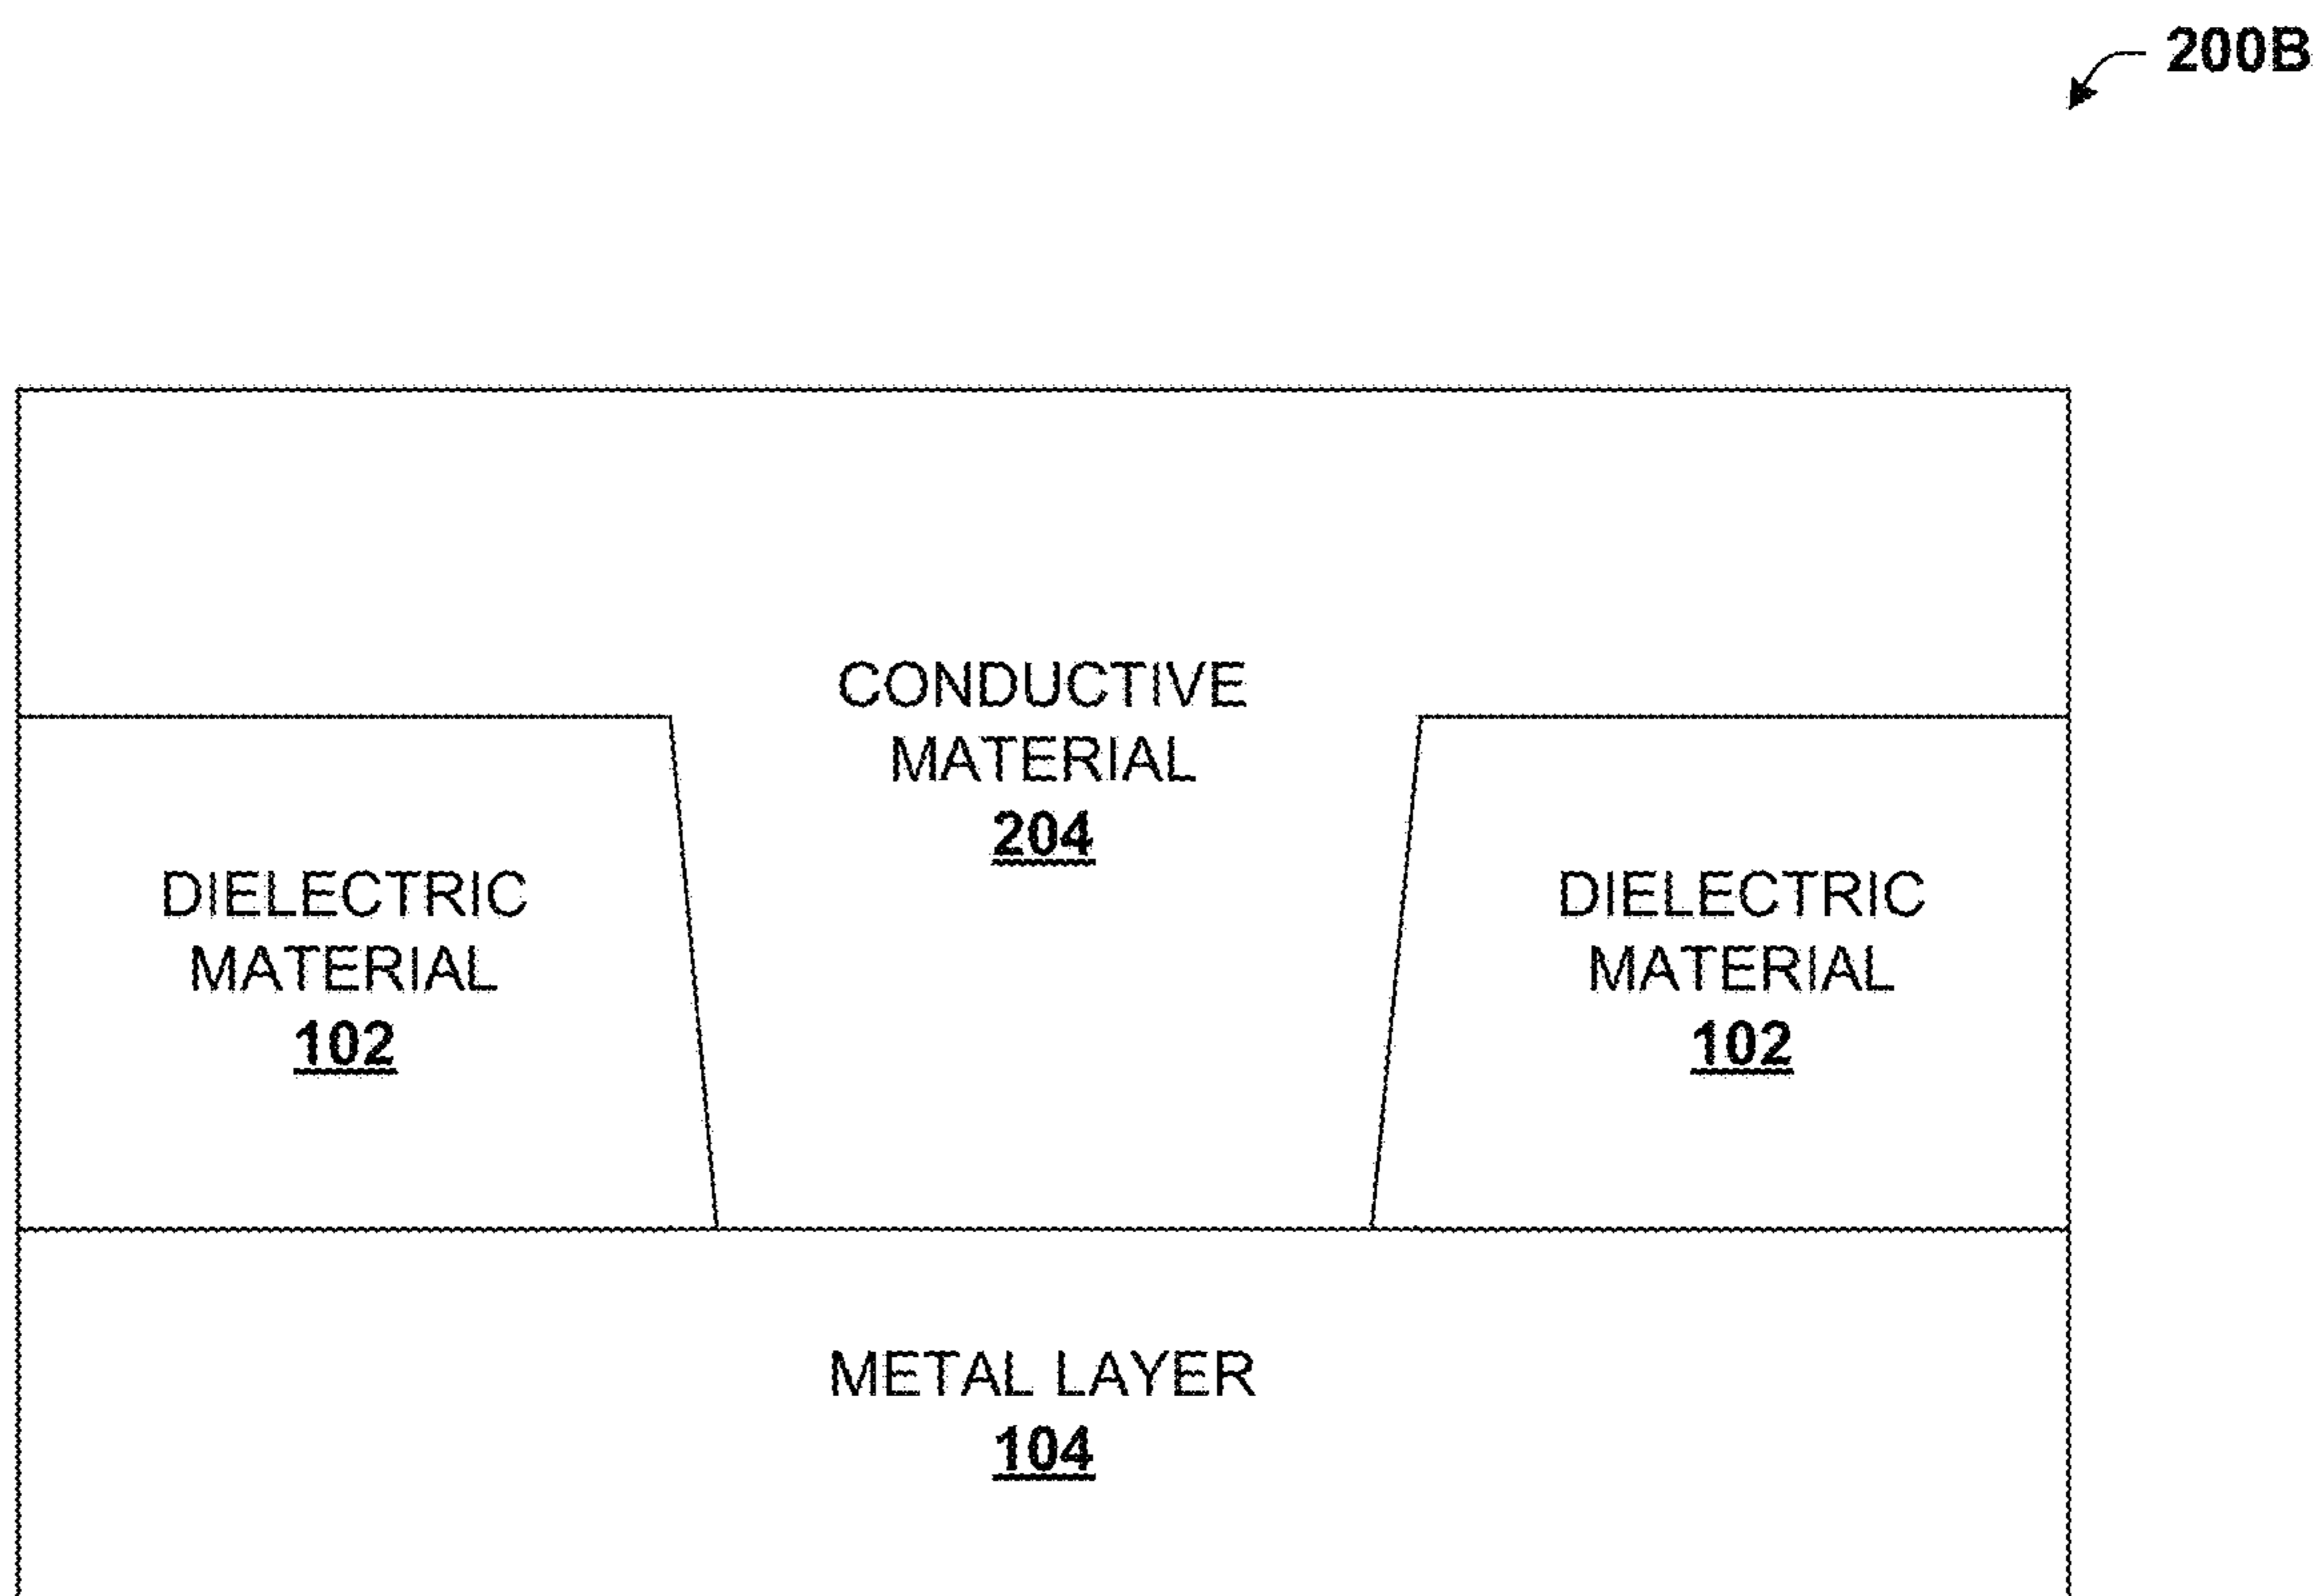 200B
CONDUCTIVE
MATERIAL
204
DIELECTRIC
MATERIAL
102
DIELECTRIC
MATERIAL
102
METAL LAYER
104